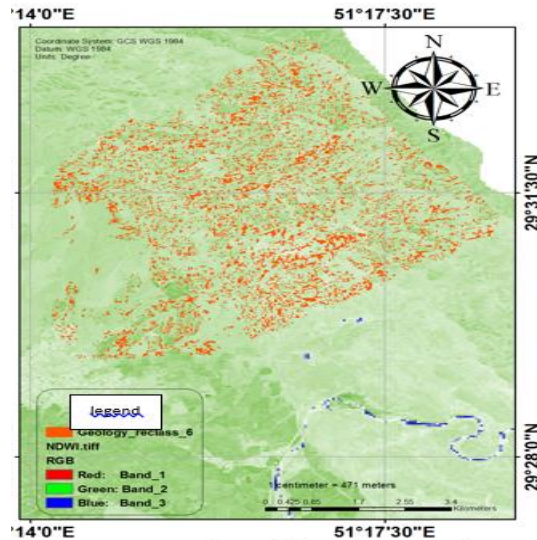 °14'0"E
51°17'30"E
Coordinate System: GCS WGS 1984
Datum: WGS 1984
Units: Degree
N
W
E
S
29°31'30"N
29°28'0"N
legend
Geology_reclass_6
NDWI.tiff
RGB
Red: Band_1
Green: Band_2
Blue: Band_3
1 centimeter = 471 meters
0 0.425 0.85 1.7 2.55 3.4
Kilometers
°14'0"E
51°17'30"E